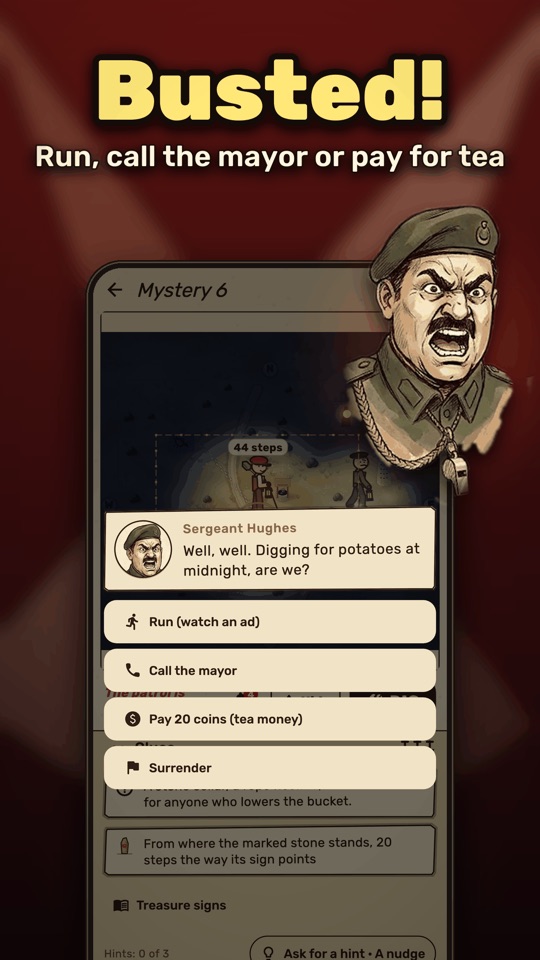 Busted!
Run, call the mayor or pay for tea
Mystery 6
44 steps
Sergeant Hughes
Well, well. Digging for potatoes at
midnight, are we?
Run (watch an ad)
Call the mayor
The patrol is
Pay 20 coins (tea money)
Surrender
for anyone who lowers the bucket.
From where the marked stone stands, 20
steps the way its sign points
Treasure signs
Hints: 0 of 3
Ask for a hint • A nudge